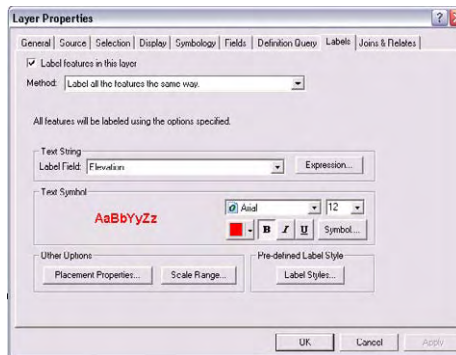 Layer Properties
General Source Selection Display Symbology Fields Definition Query Labels Joins & Relates
Label features in this layer
Method: Label all the features the same way.
All features will be labeled using the options specified.
Text String
Label Field: Elevation Expression...
Text Symbol
AaBbYyZz
Arial 12
B I U Symbol...
Other Options Pre-defined Label Style
Placement Properties... Scale Range... Label Styles...
OK Cancel Apply